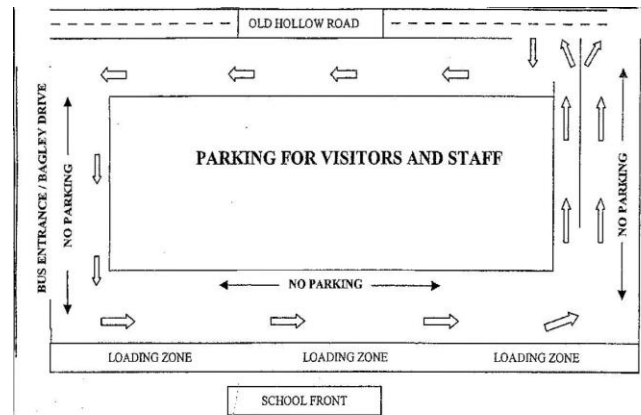 OLD HOLLOW ROAD
BUS ENTRANCE / BAGLEY DRIVE
NO PARKING
PARKING FOR VISITORS AND STAFF
NO PARKING
NO PARKING
LOADING ZONE
LOADING ZONE
LOADING ZONE
SCHOOL FRONT